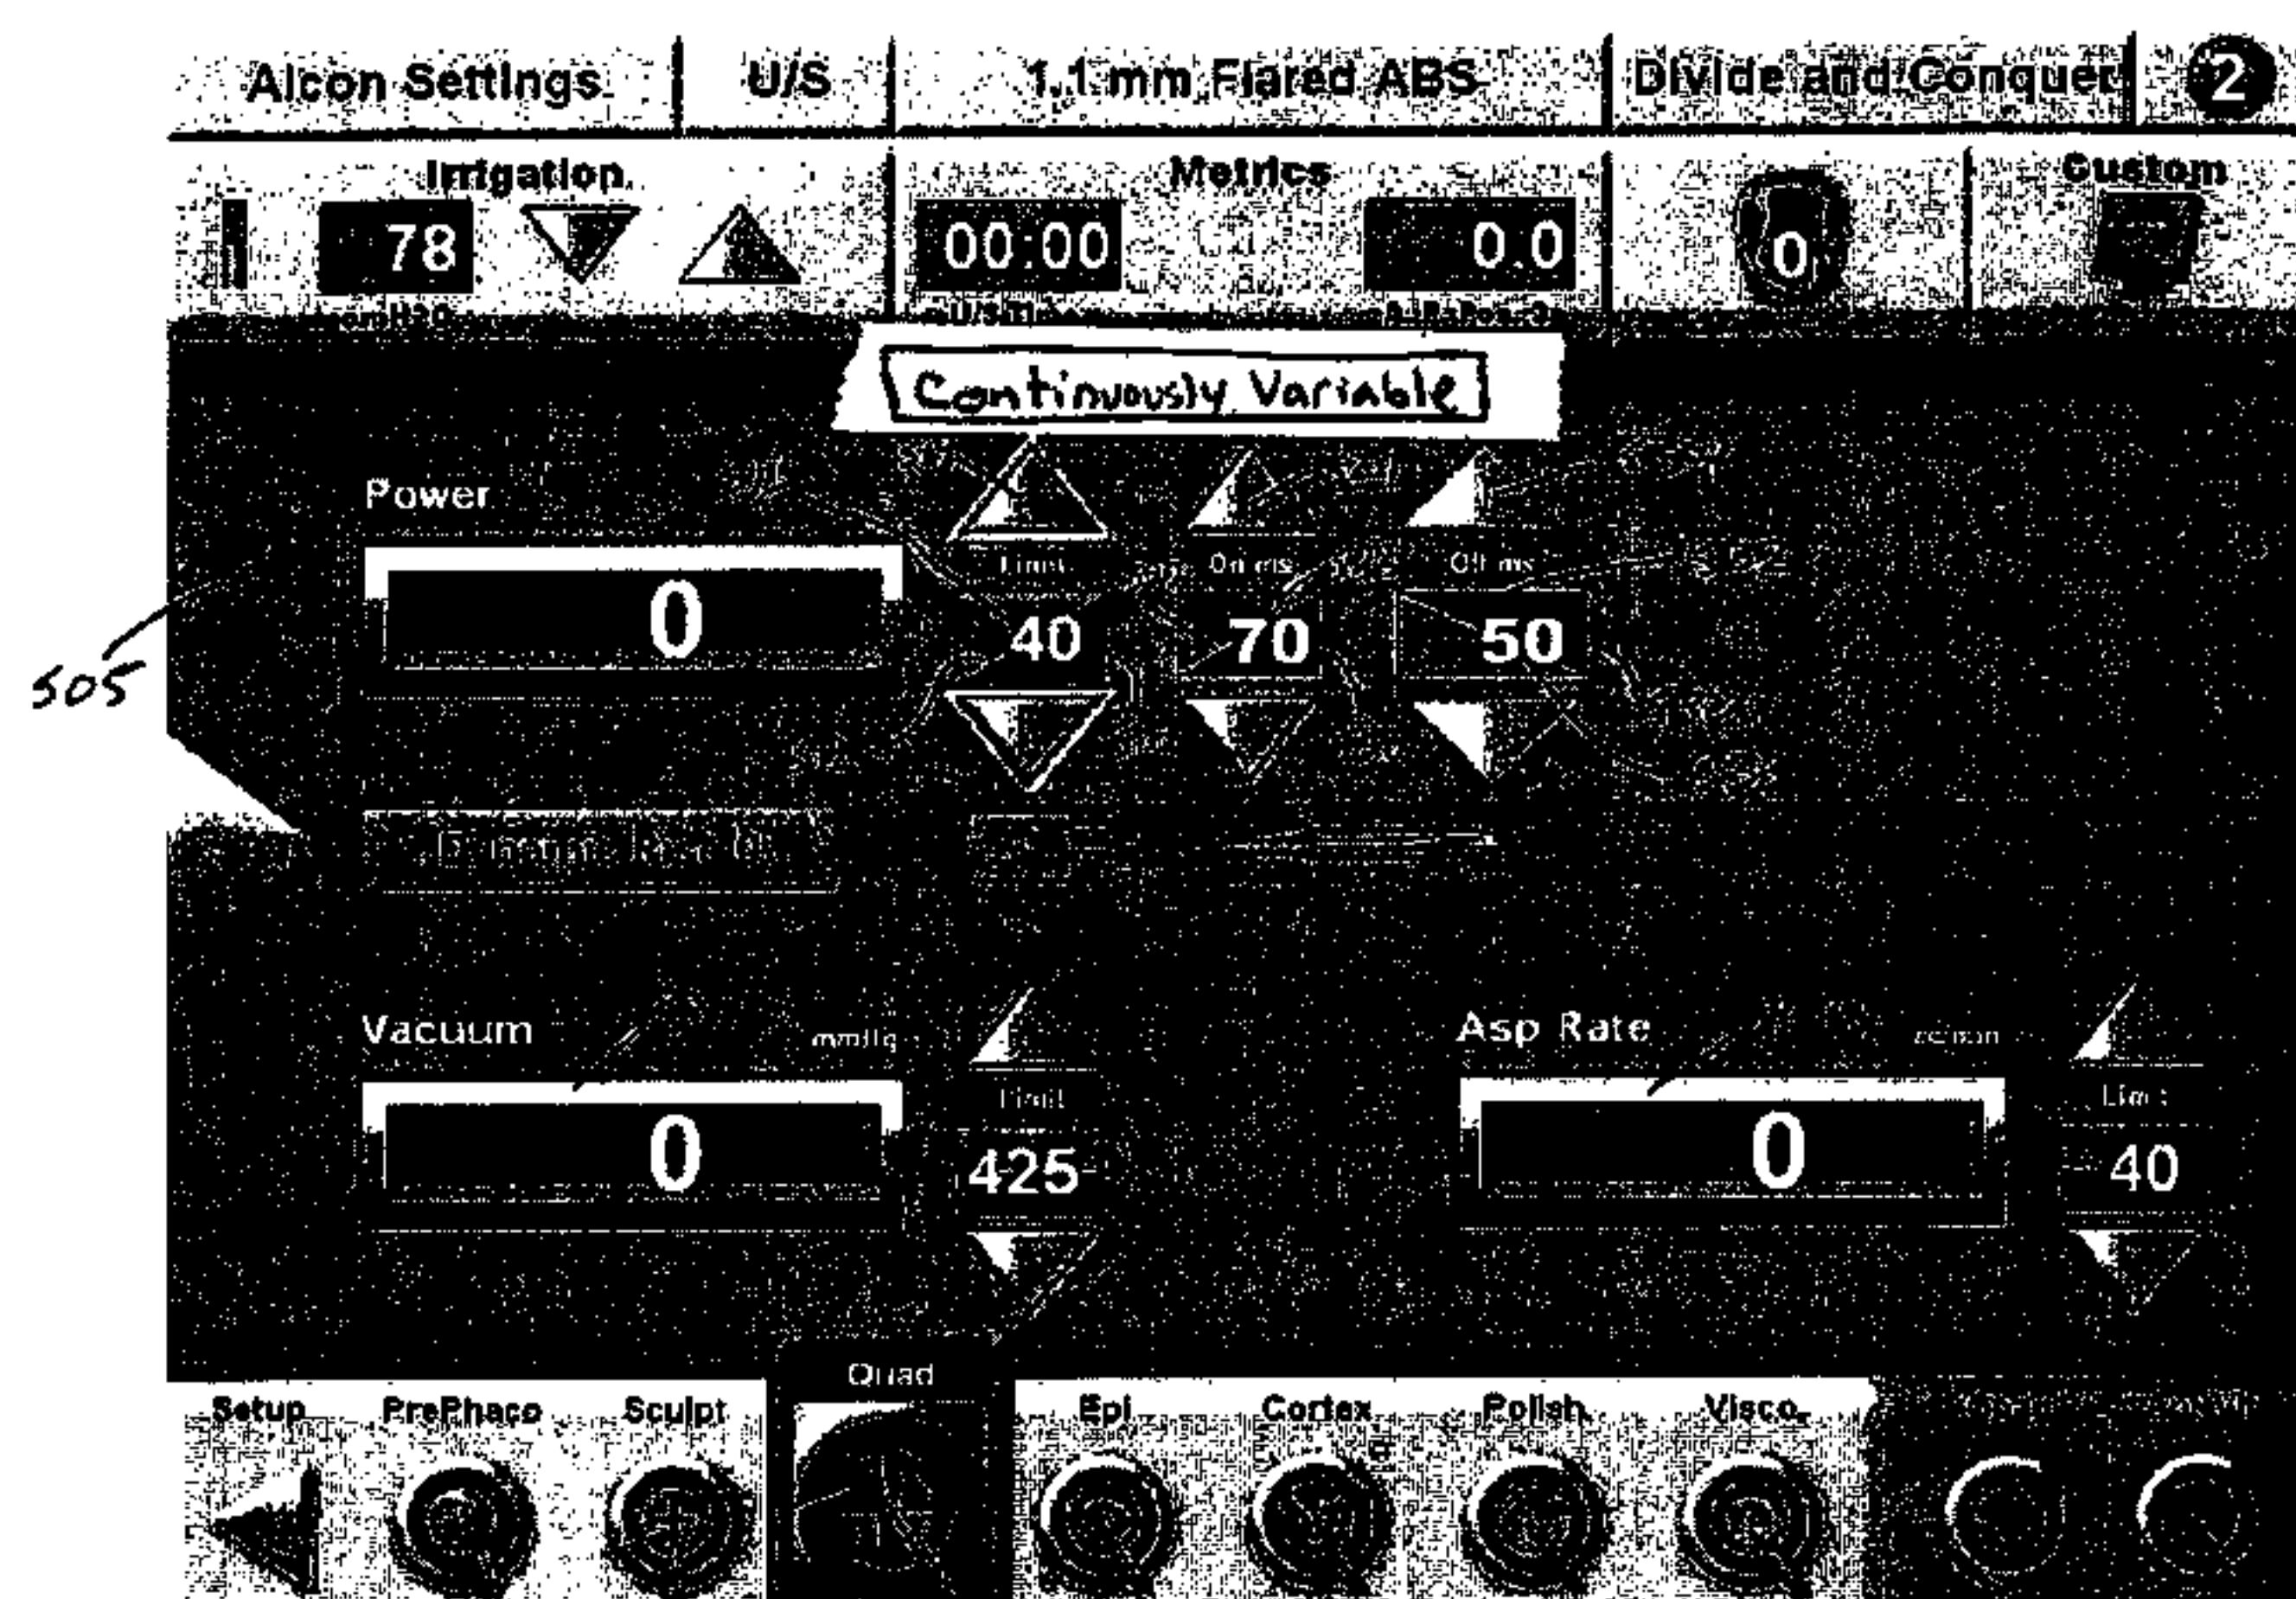 Alcon Settings U/S 1.1 mm Flared ABS Divide and Conquer 2
Irrigation Metrics Custom
78 00:00 0.0 0
Continuously Variable
Power
Limit On ms Off ms
0 40 70 50
505
Vacuum mmHg Asp Rate cc/min
Limit Limit
0 425 0 40
Quad
Setup PrePhaco Sculpt Epi Cortex Polish Visco